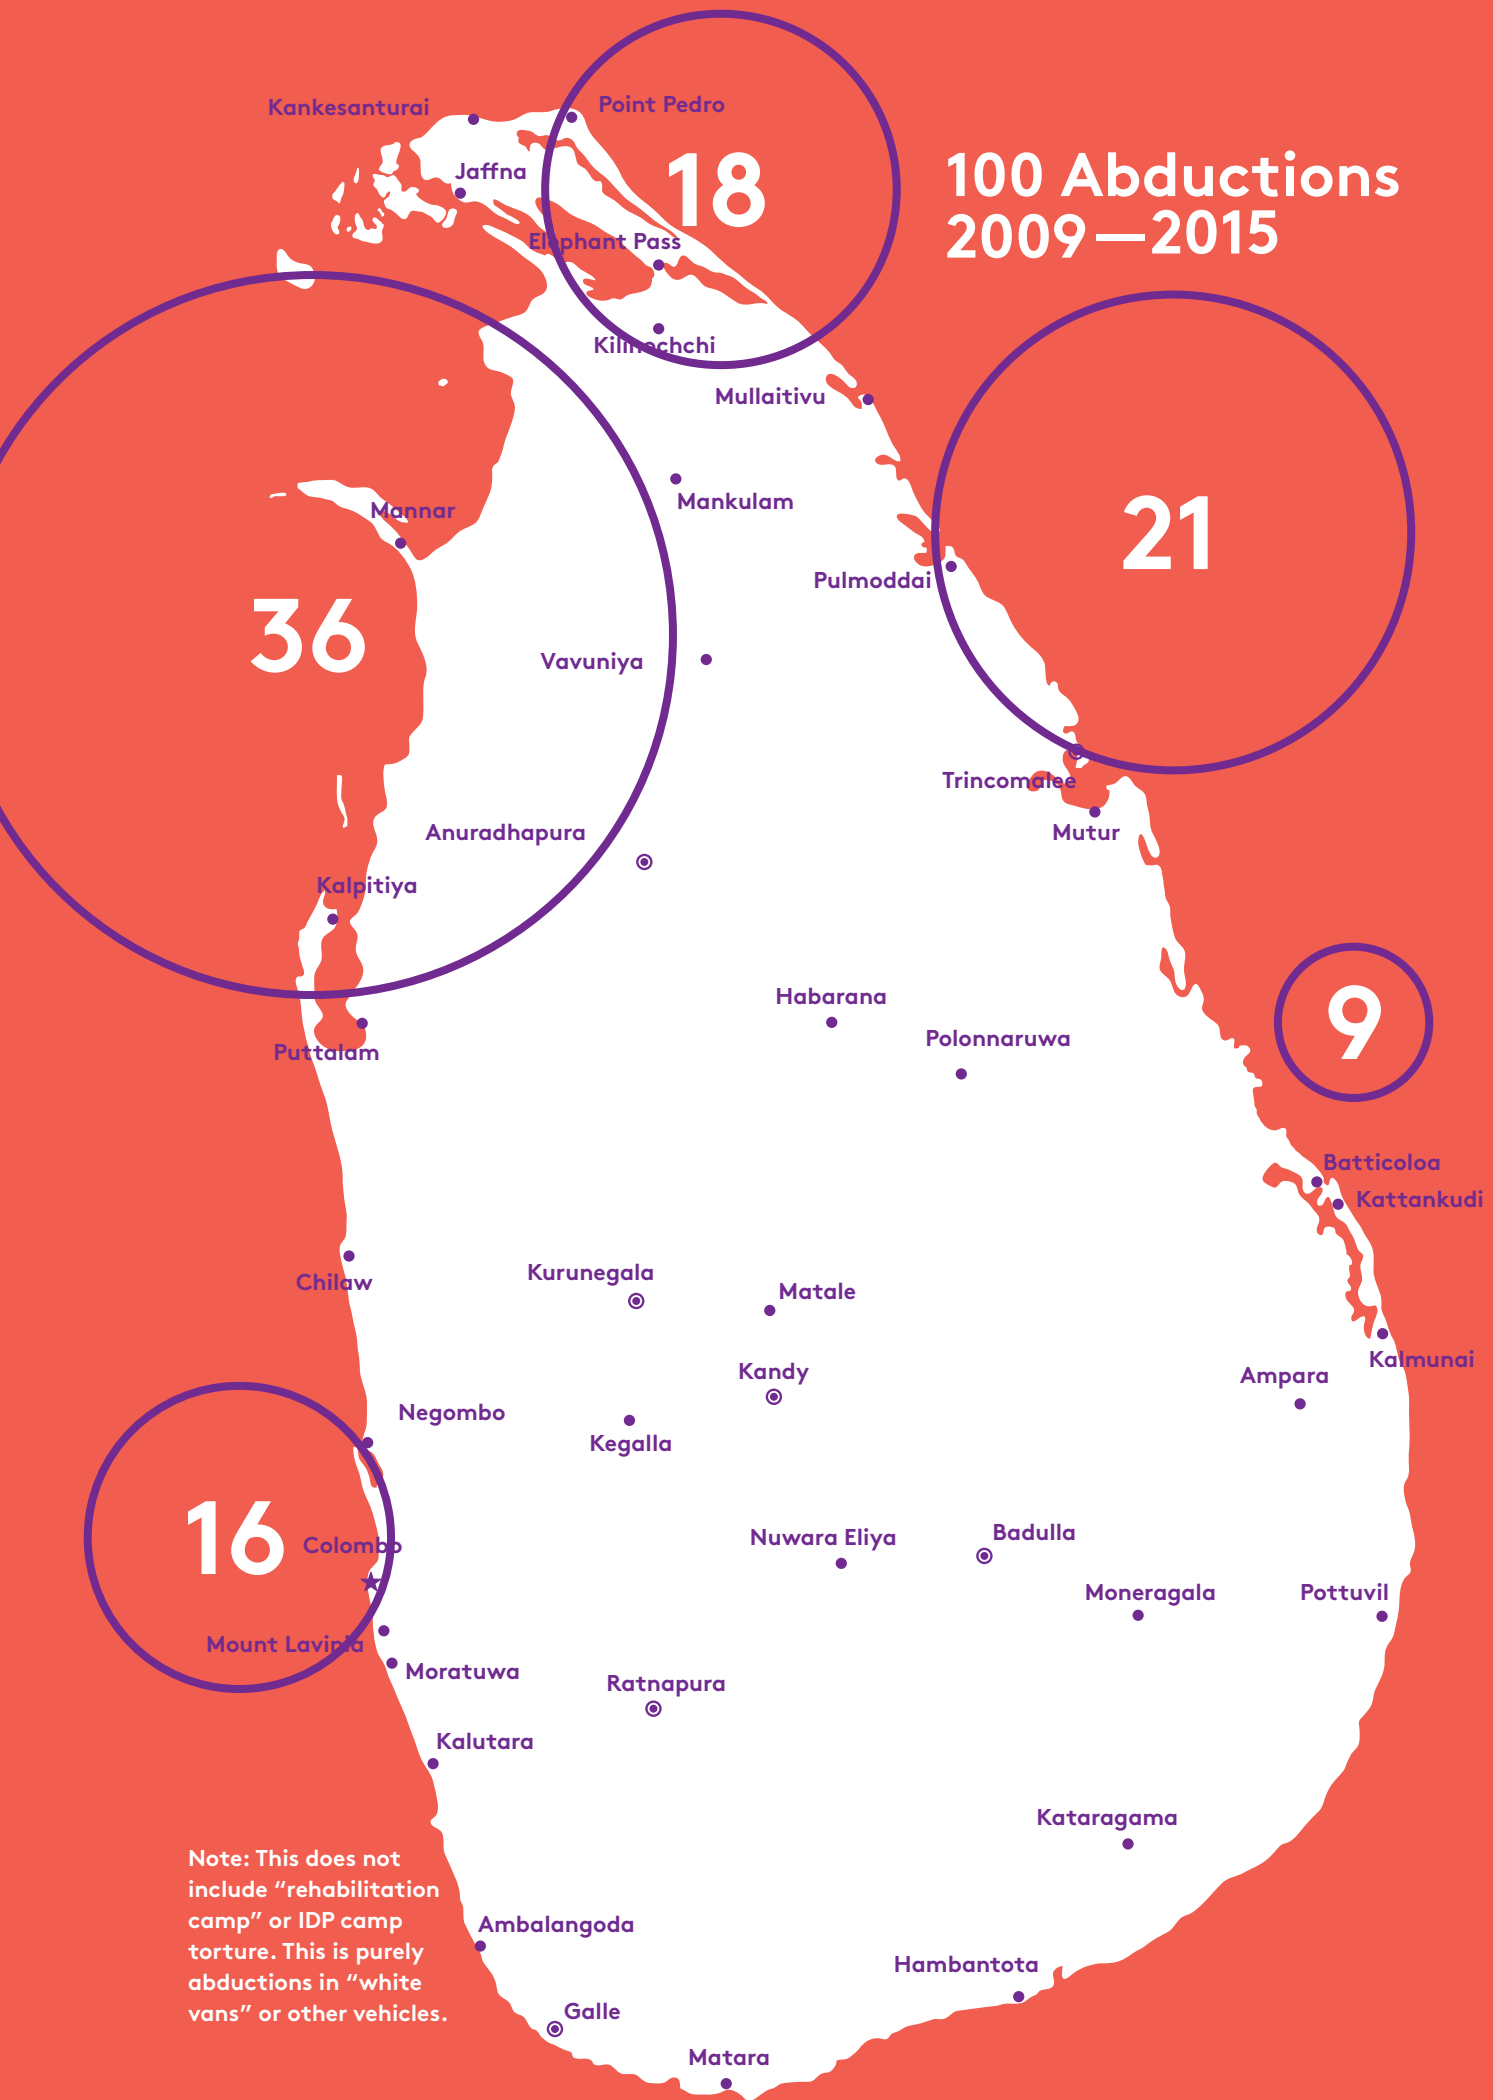 Kankesanturai
Point Pedro
18
100 Abductions
2009—2015
Jaffna
Elephant Pass
Kilinochchi
Mullaitivu
Mankulam
21
Mannar
Pulmoddai
36
Vavuniya
Trincomalee
Mutur
Anuradhapura
Kalpitiya
Habarana
9
Polonnaruwa
Puttalam
Batticoloa
Kattankudi
Chilaw
Kurunegala
Matale
Kalmunai
Kandy
Ampara
Negombo
Kegalla
16
Colombo
Nuwara Eliya
Badulla
Moneragala
Pottuvil
Mount Lavinia
Moratuwa
Ratnapura
Kalutara
Kataragama
Note: This does not
include “rehabilitation
camp” or IDP camp
torture. This is purely
abductions in “white
vans” or other vehicles.
Ambalangoda
Hambantota
Galle
Matara